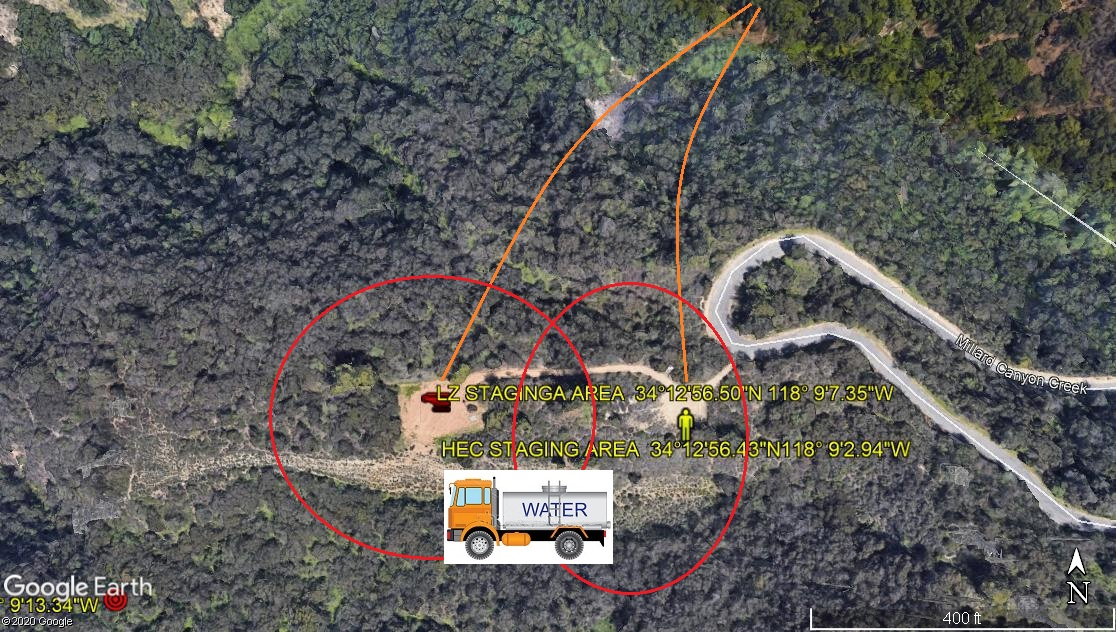 Millard Canyon Creek
LZ STAGINGA AREA 34°12'56.50"N 118° 9'7.35"W
HEC STAGING AREA 34°12'56.43"N118° 9'2.94"W
WATER
Google Earth
° 9'13.34"W
©2020 Google
N
400 ft